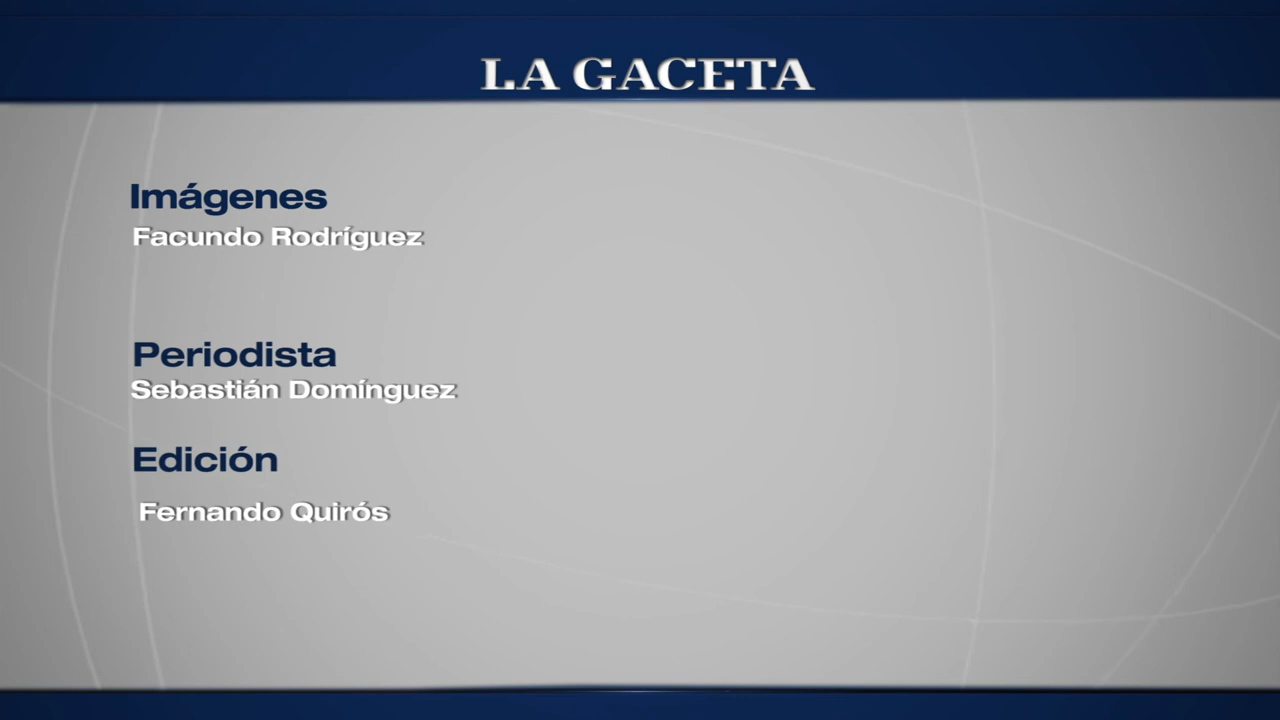 LA GACETA
Imágenes
Facundo Rodríguez
Periodista
Sebastián Domínguez
Edición
Fernando Quirós